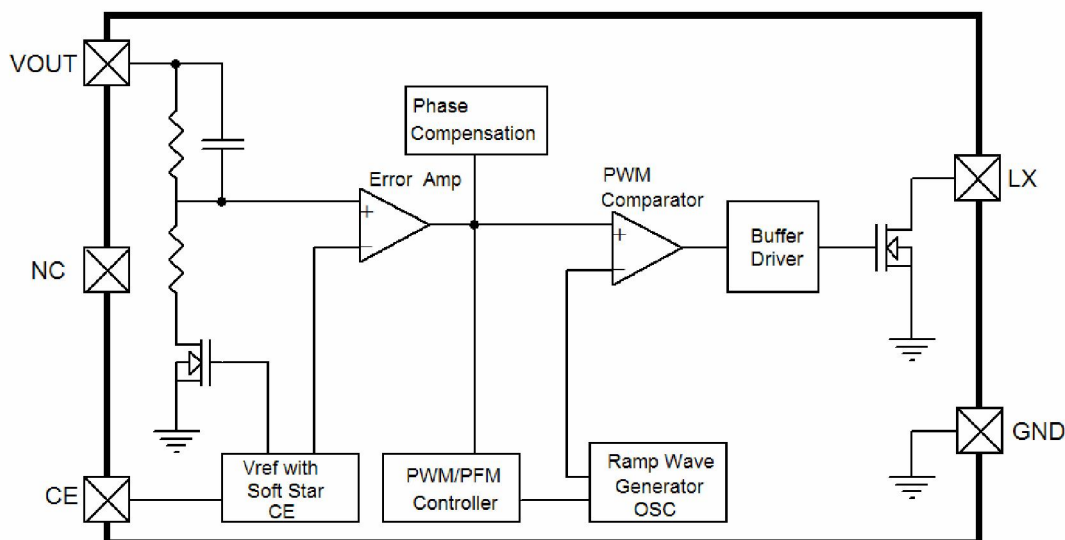 VOUT
Phase
Compensation
Error Amp
+
−
PWM
Comparator
+
−
Buffer
Driver
LX
NC
GND
CE
Vref with
Soft Star
CE
PWM/PFM
Controller
Ramp Wave
Generator
OSC